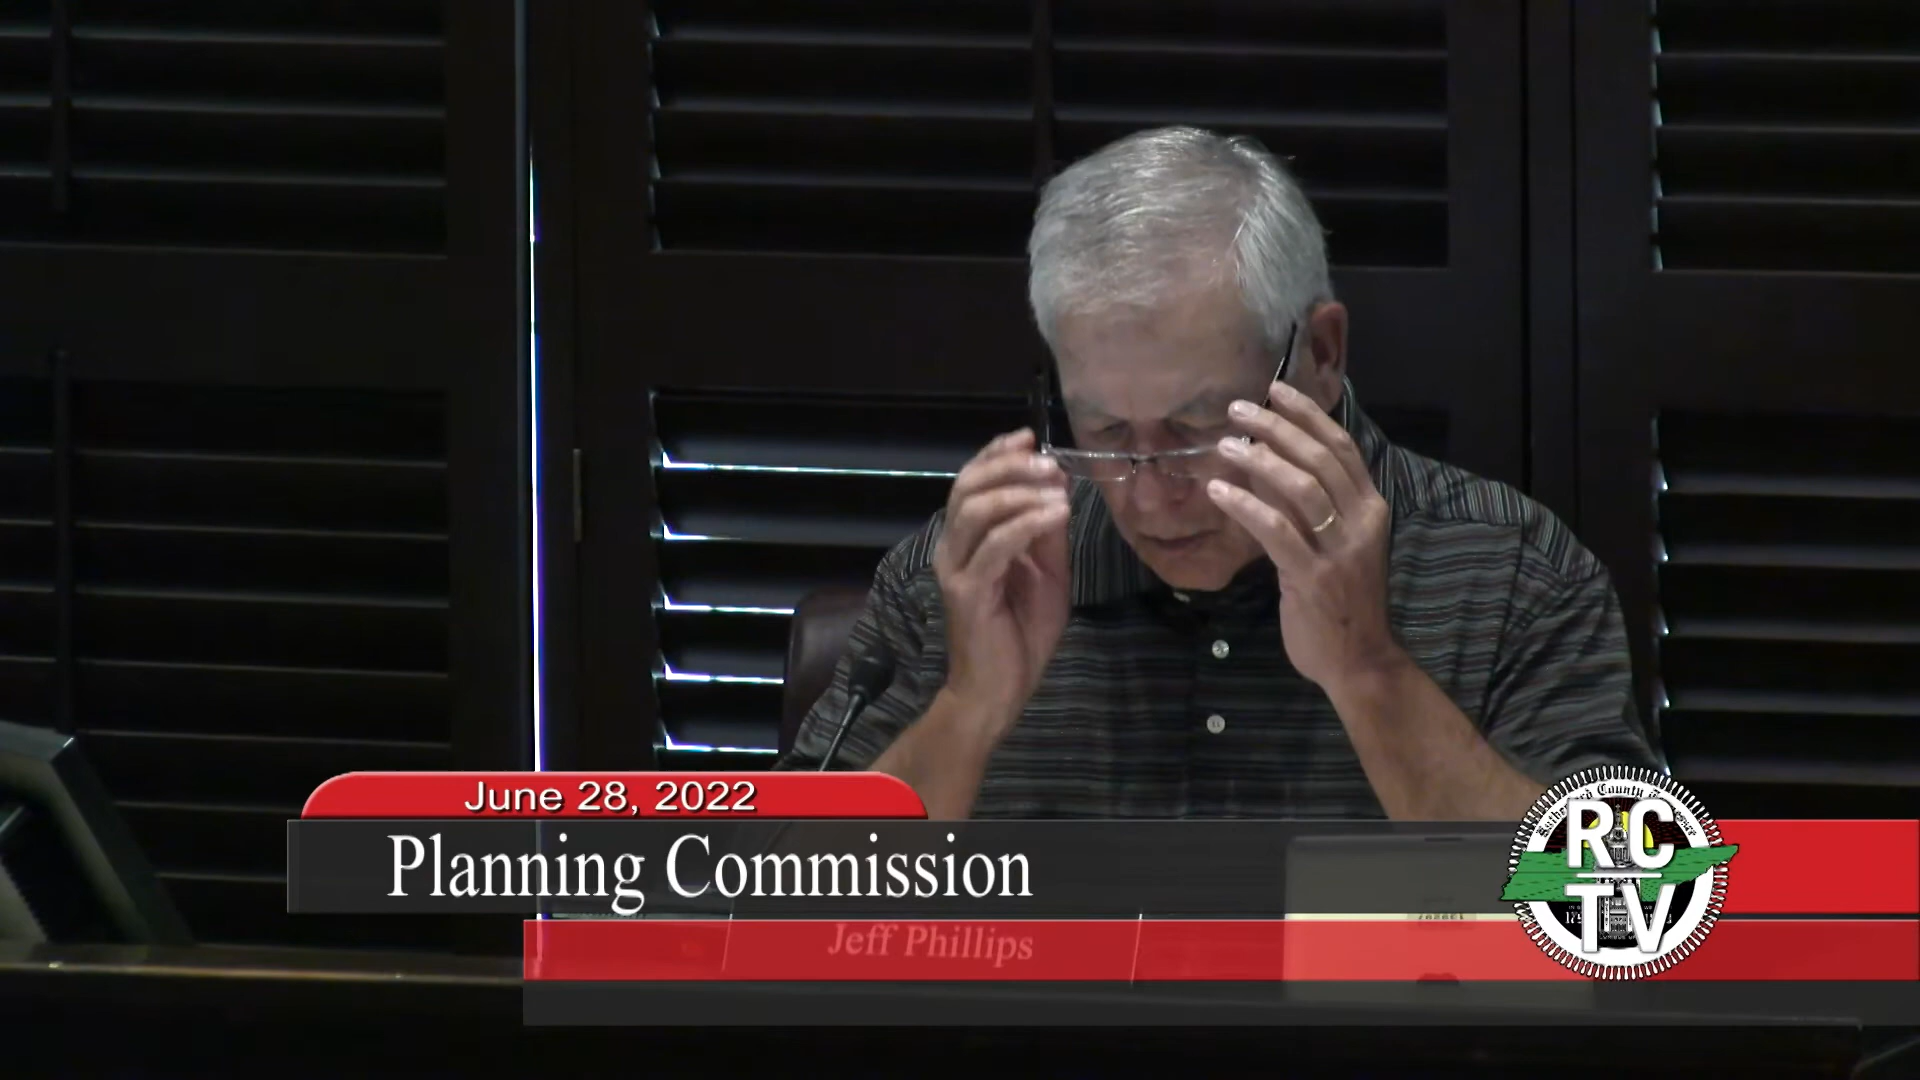 June 28, 2022
Planning Commission
Jeff Phillips
RC
TV